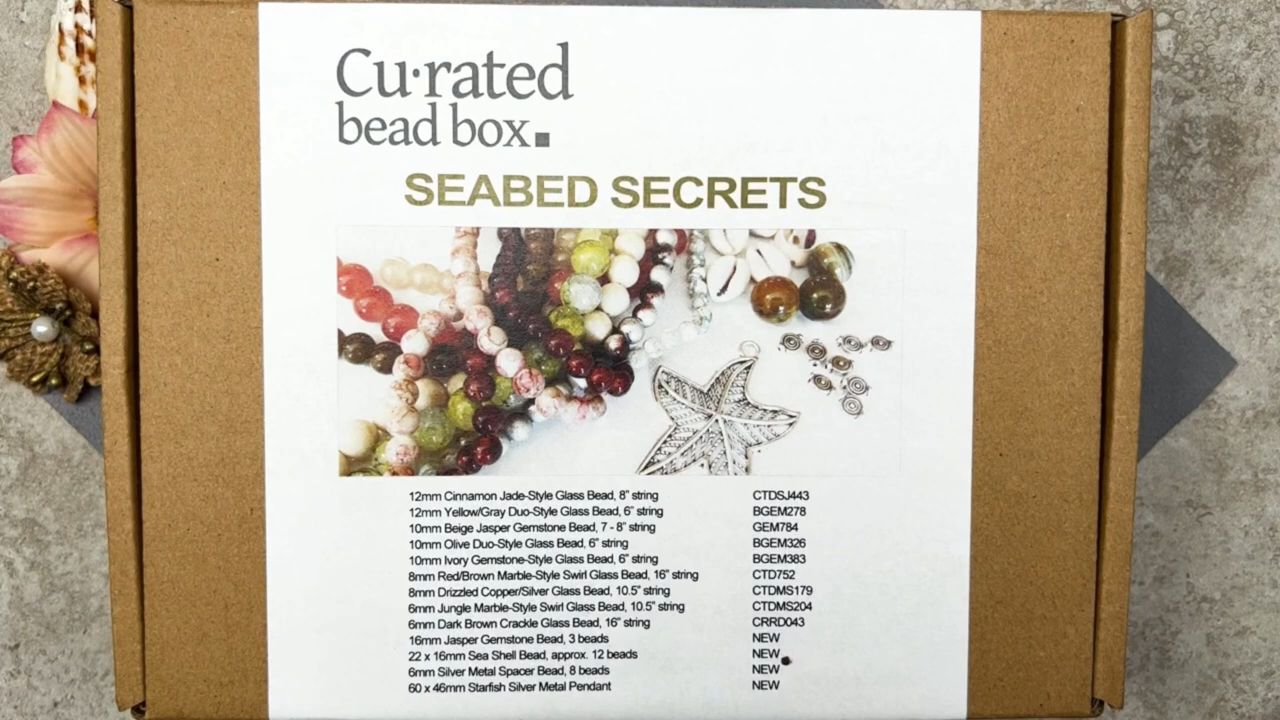 Cu·rated
bead box.
SEABED SECRETS
12mm Cinnamon Jade-Style Glass Bead, 8" string CTDSJ443
12mm Yellow/Gray Duo-Style Glass Bead, 6" string BGEM278
10mm Beige Jasper Gemstone Bead, 7 - 8" string GEM784
10mm Olive Duo-Style Glass Bead, 6" string BGEM326
10mm Ivory Gemstone-Style Glass Bead, 6" string BGEM383
8mm Red/Brown Marble-Style Swirl Glass Bead, 16" string CTD752
8mm Drizzled Copper/Silver Glass Bead, 10.5" string CTDMS179
6mm Jungle Marble-Style Swirl Glass Bead, 10.5" string CTDMS204
6mm Dark Brown Crackle Glass Bead, 16" string CRRD043
16mm Jasper Gemstone Bead, 3 beads NEW
22 x 16mm Sea Shell Bead, approx. 12 beads NEW
6mm Silver Metal Spacer Bead, 8 beads NEW
60 x 46mm Starfish Silver Metal Pendant NEW